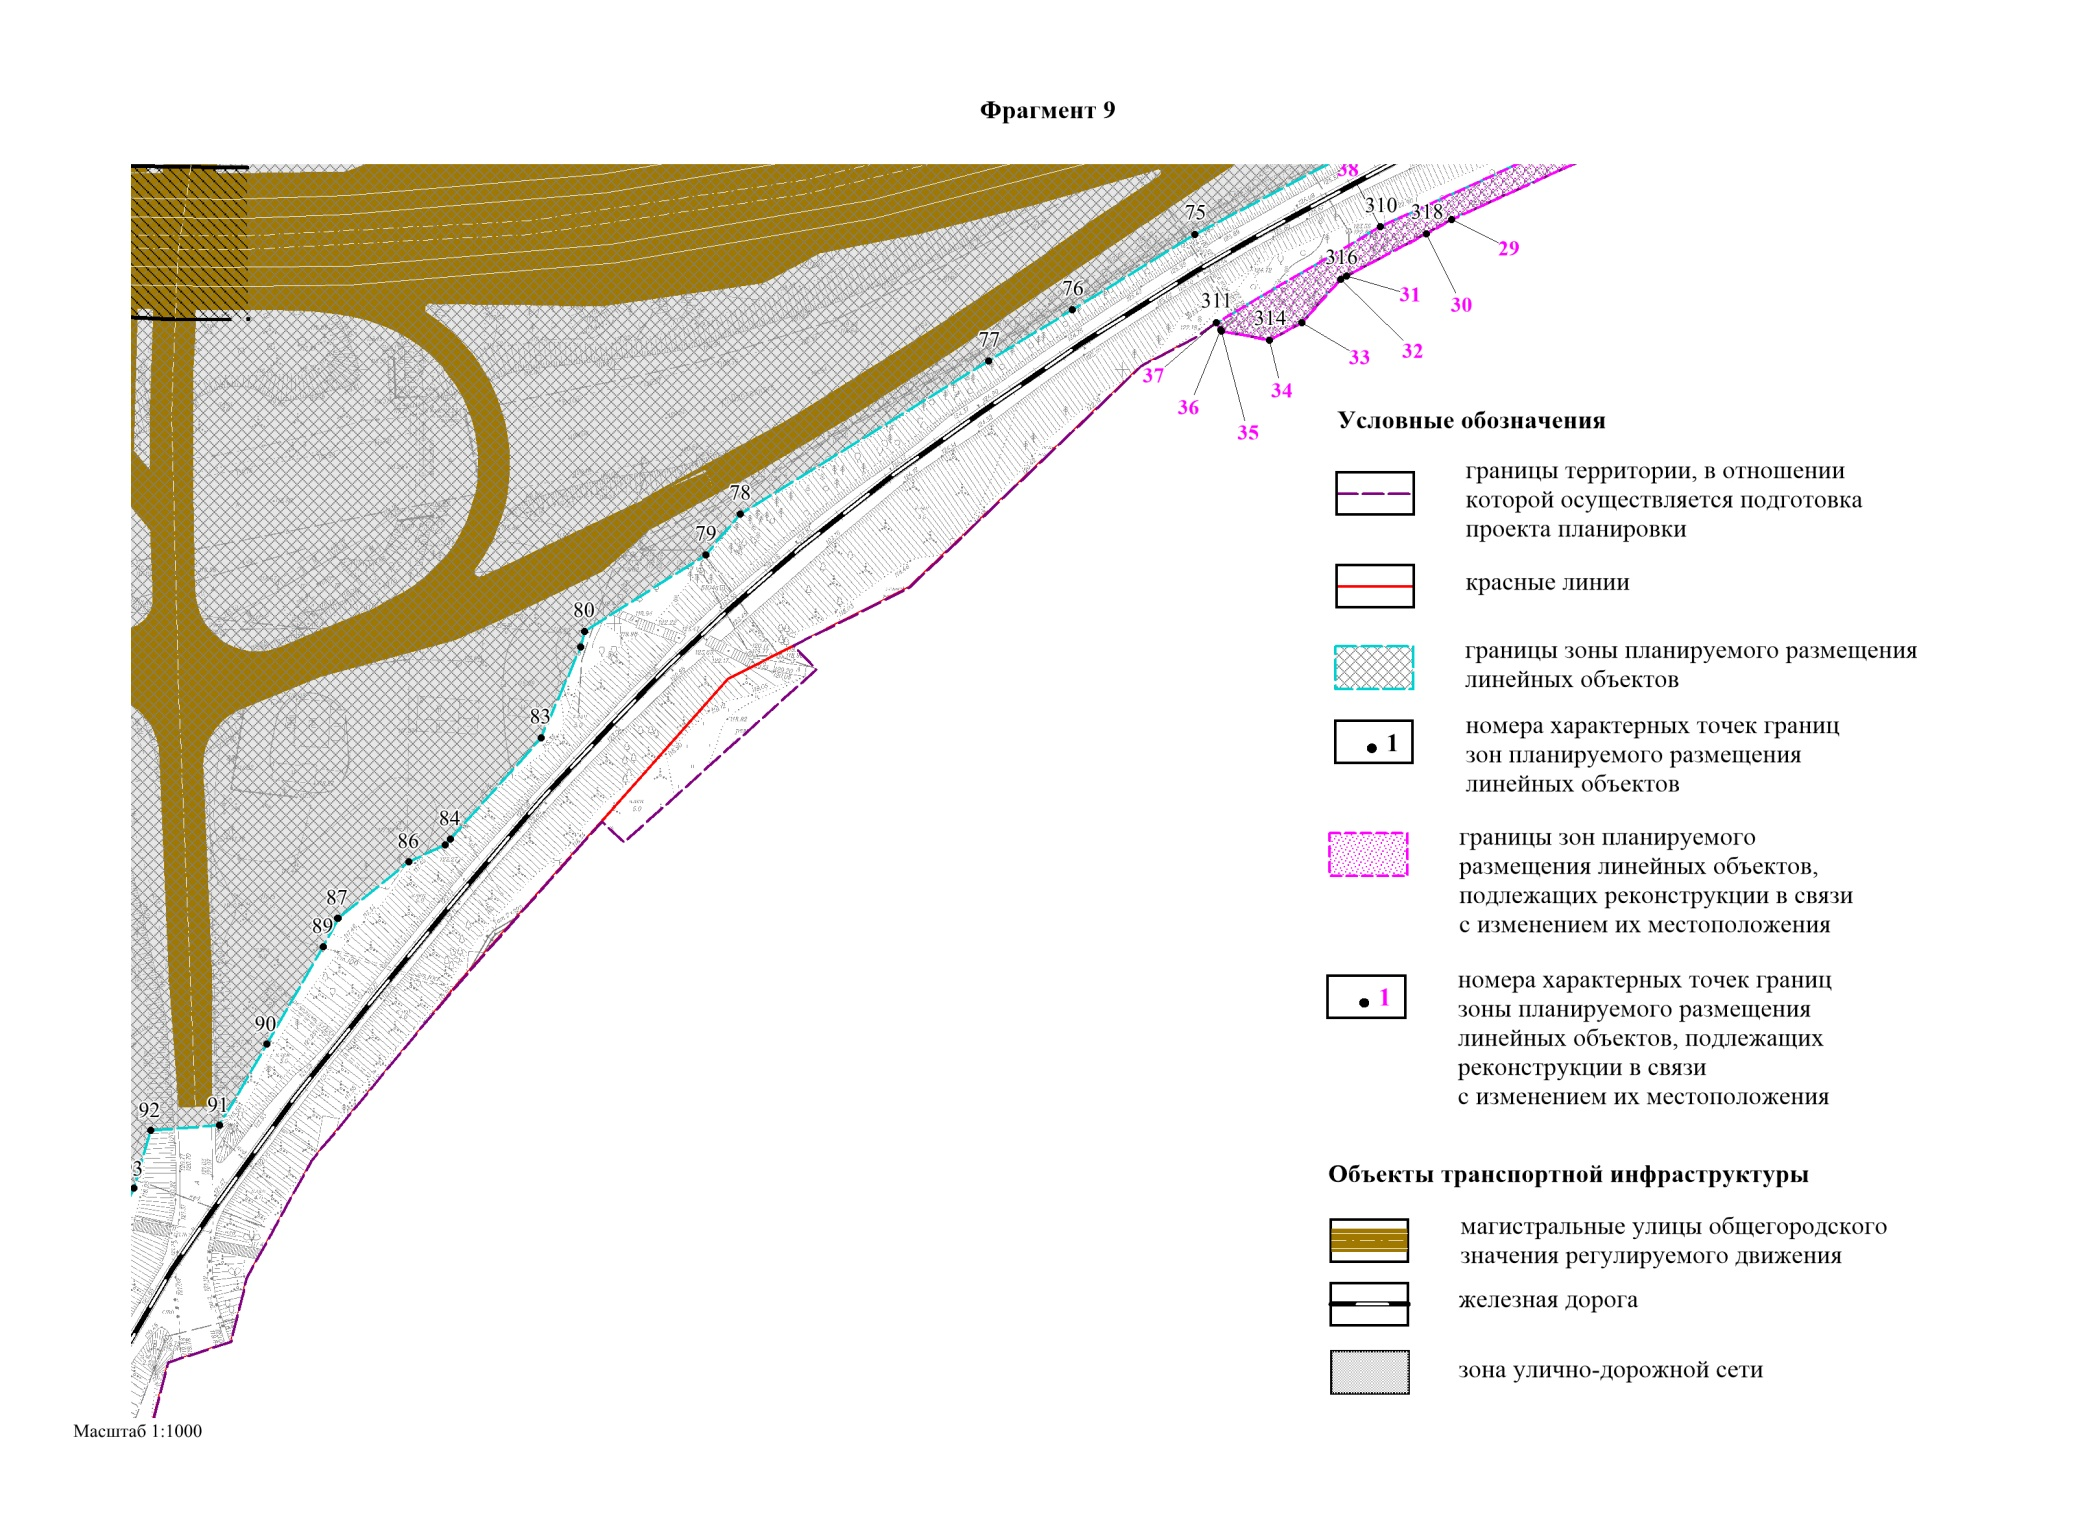 Фрагмент 9
38
75
310
318
29
316
76
31
30
311
314
77
32
33
37
34
36
35
78
79
80
83
84
86
87
89
90
91
92
3
Масштаб 1:1000
Условные обозначения
границы территории, в отношении
которой осуществляется подготовка
проекта планировки
красные линии
границы зоны планируемого размещения
линейных объектов
1
номера характерных точек границ
зон планируемого размещения
линейных объектов
границы зон планируемого
размещения линейных объектов,
подлежащих реконструкции в связи
с изменением их местоположения
1
номера характерных точек границ
зоны планируемого размещения
линейных объектов, подлежащих
реконструкции в связи
с изменением их местоположения
Объекты транспортной инфраструктуры
магистральные улицы общегородского
значения регулируемого движения
железная дорога
зона улично-дорожной сети